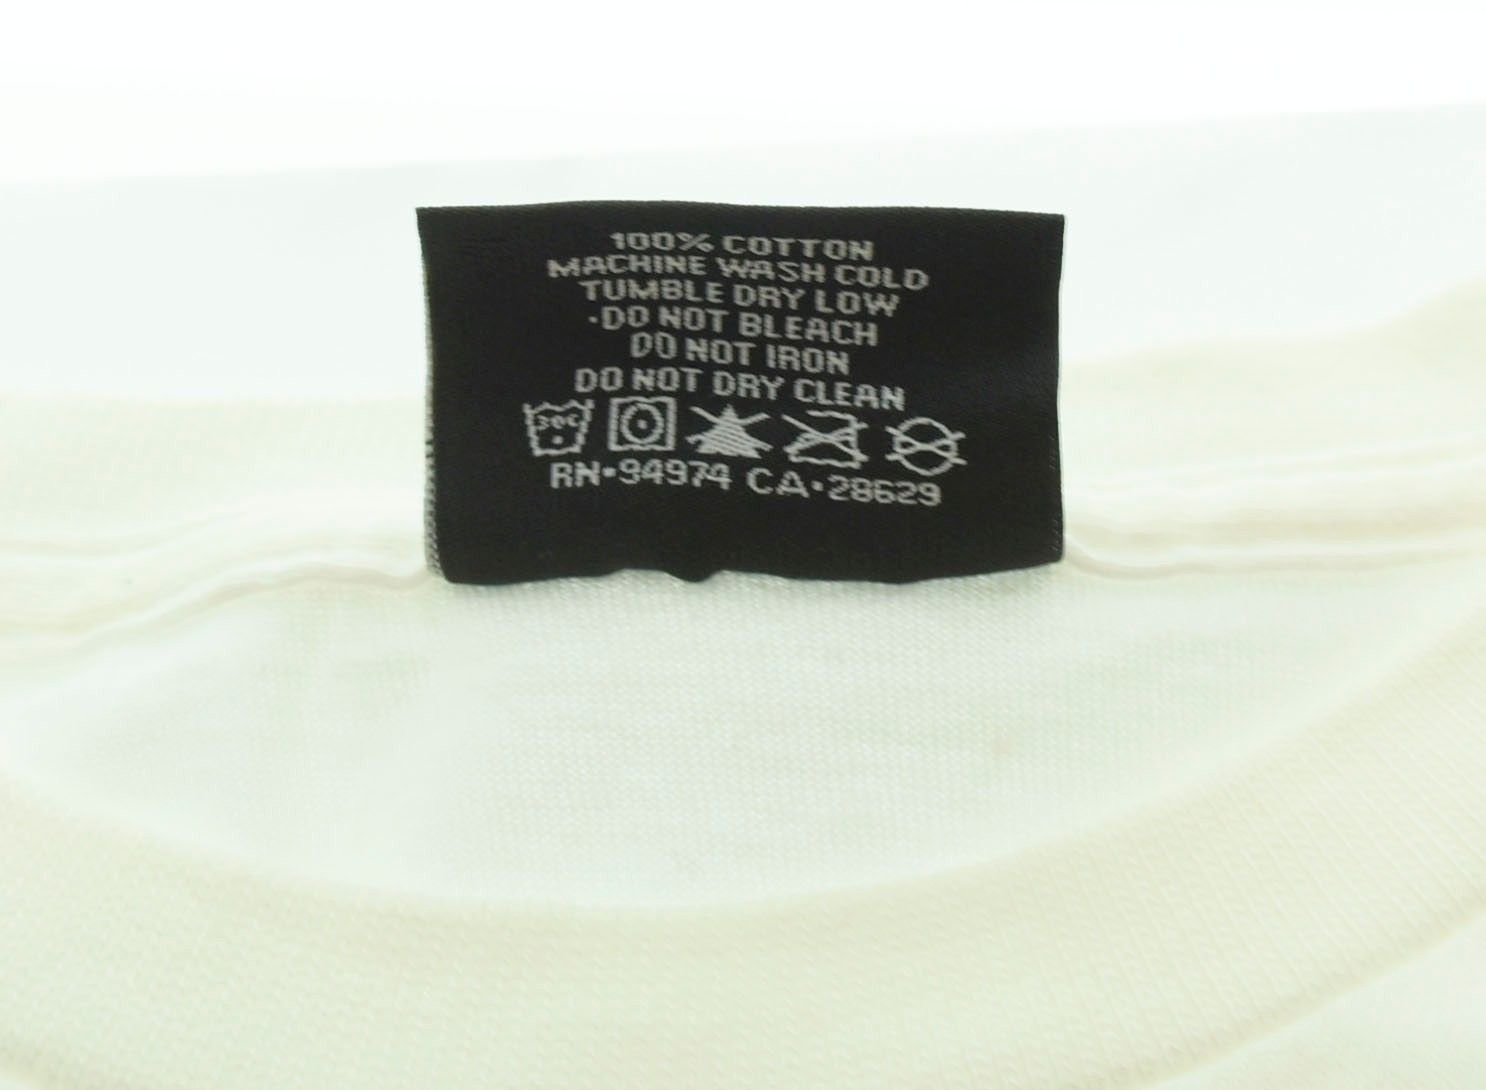 100% COTTON
MACHINE WASH COLD
TUMBLE DRY LOW
·DO NOT BLEACH
DO NOT IRON
DO NOT DRY CLEAN
30C
RN·94974 CA·28629